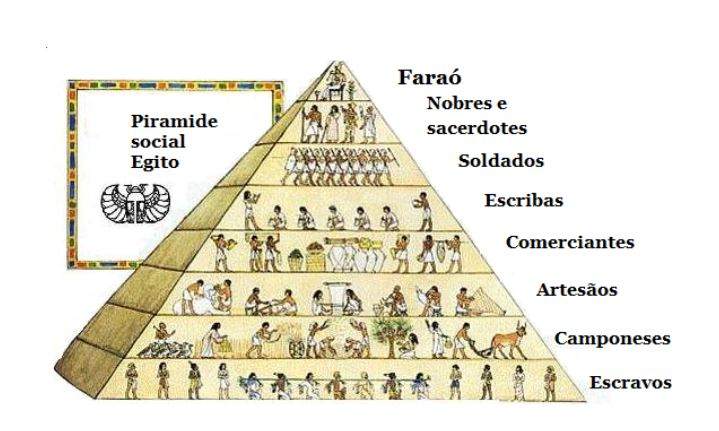 Piramide
social
Egito
Faraó
Nobres e
sacerdotes
Soldados
Escribas
Comerciantes
Artesãos
Camponeses
Escravos